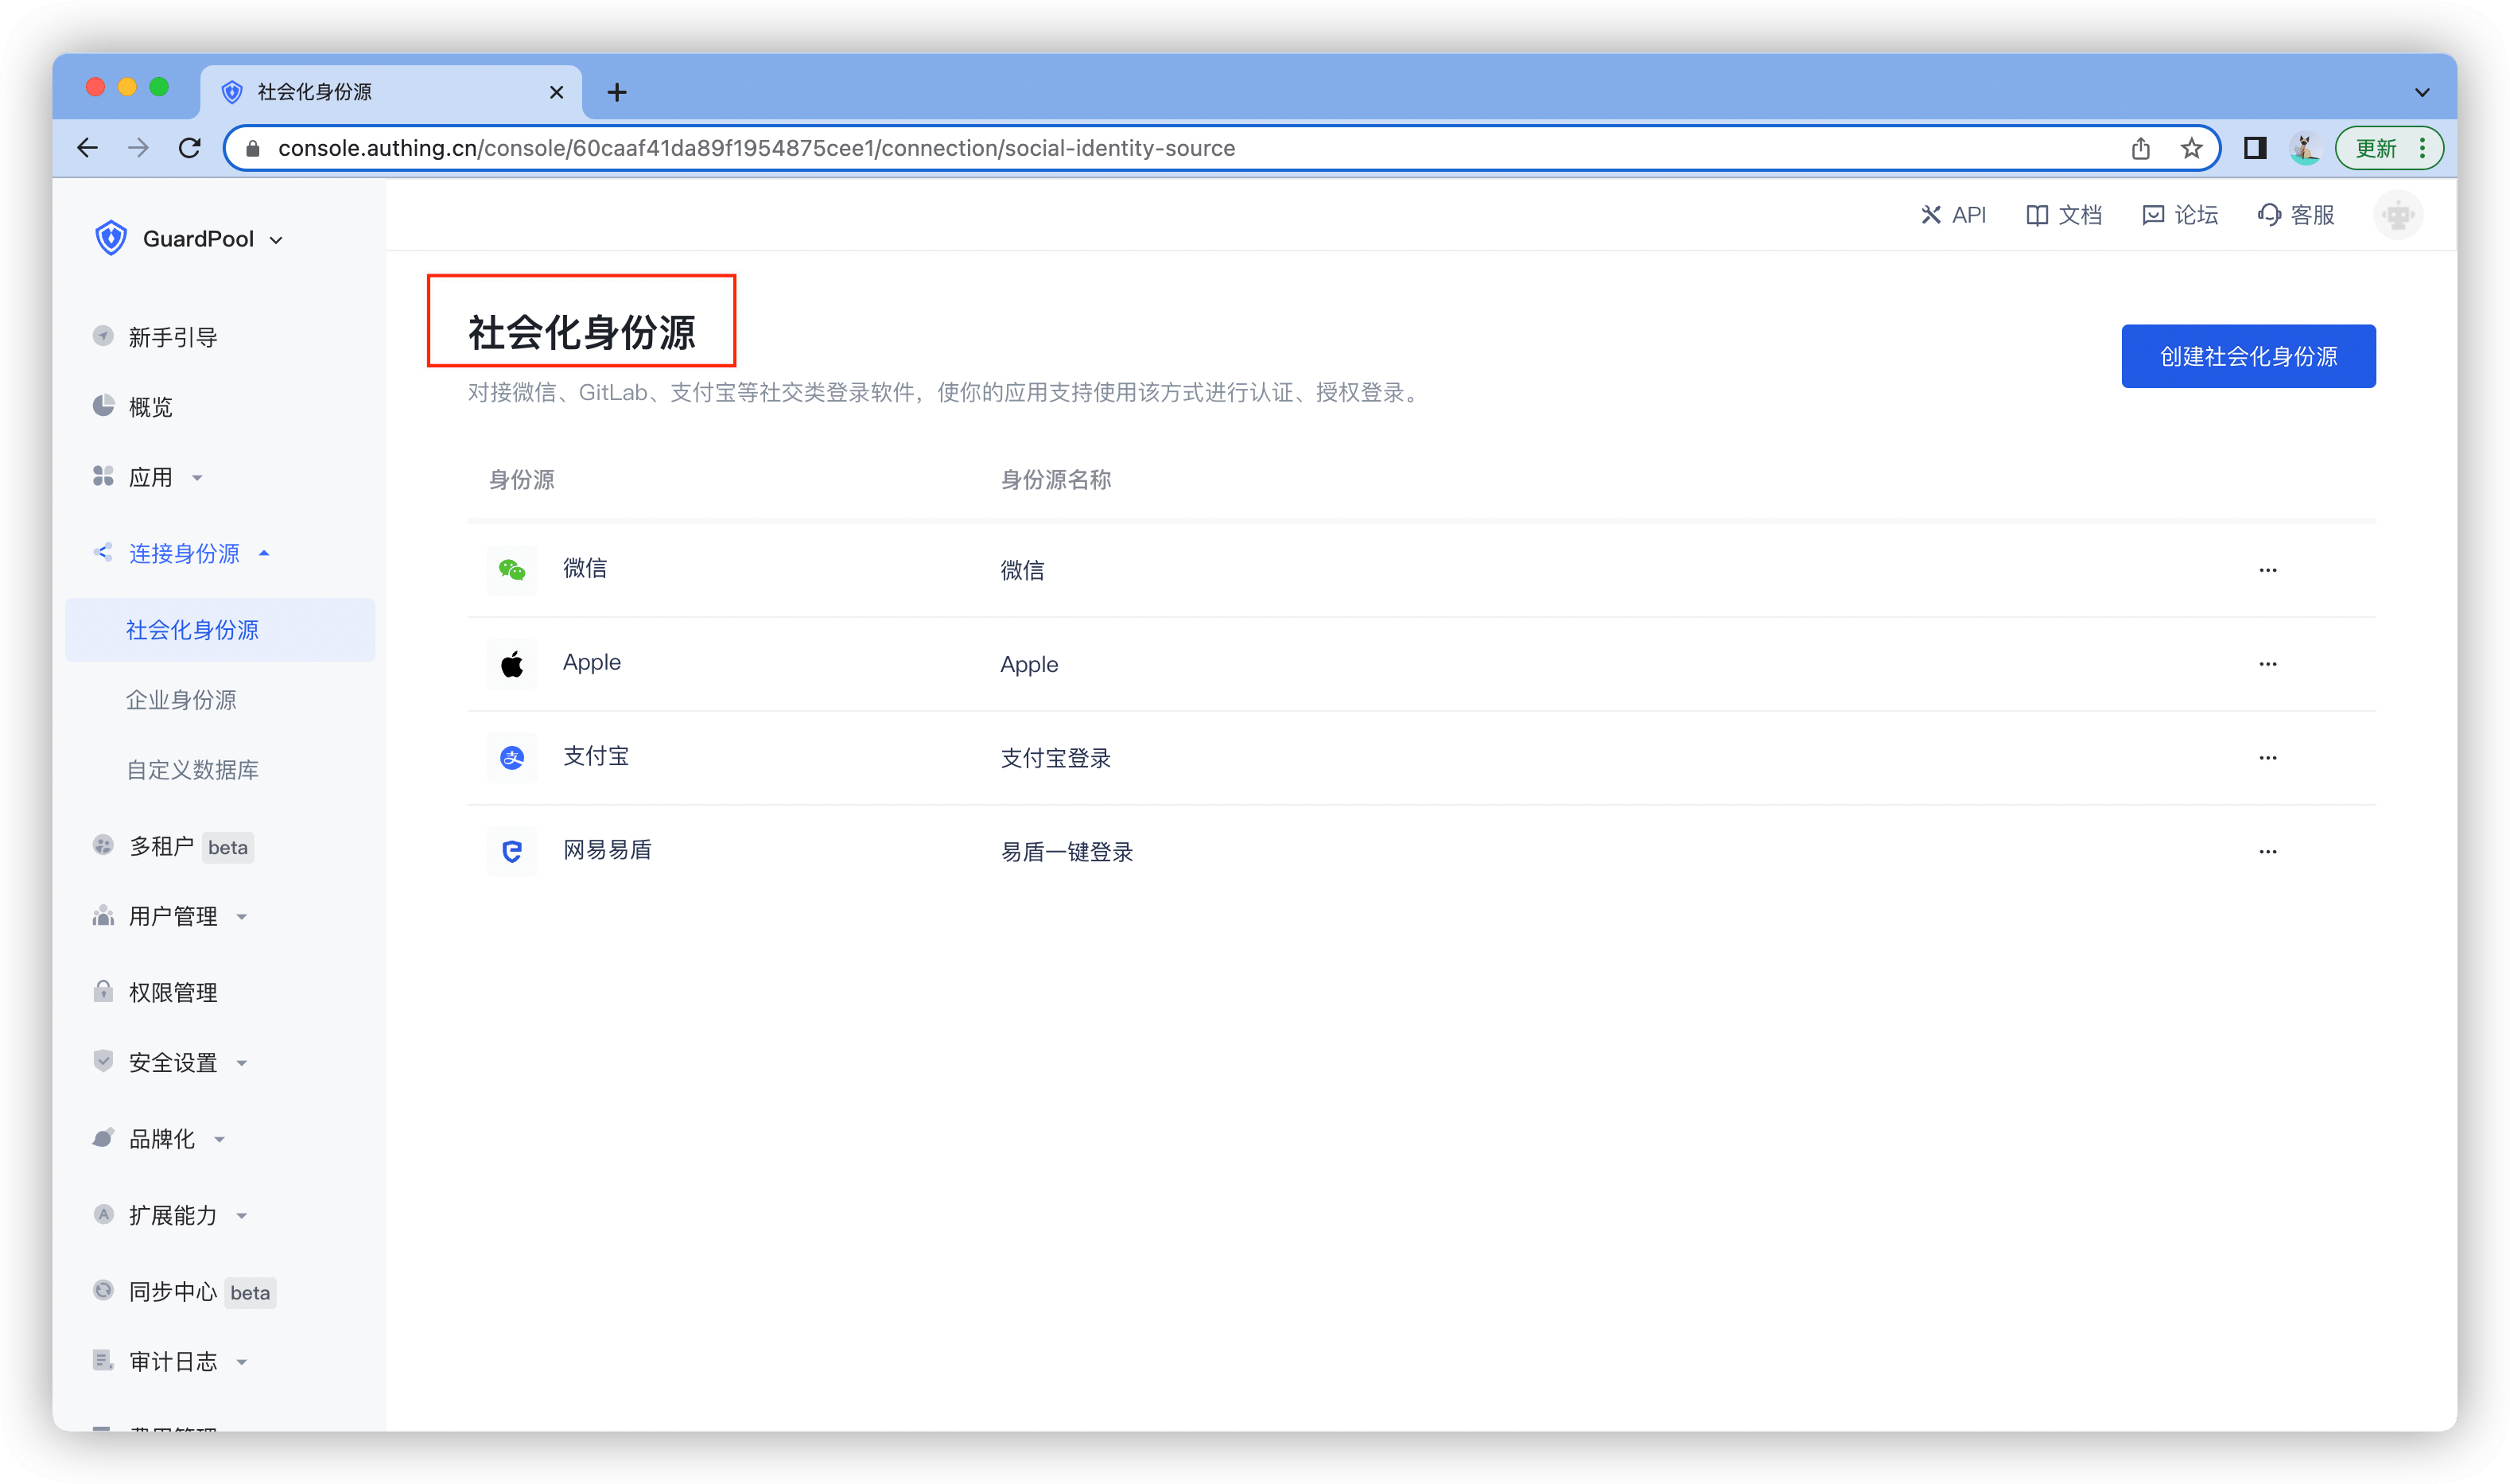 社会化身份源
console.authing.cn/console/60caaf41da89f1954875cee1/connection/social-identity-source
更新
GuardPool
API
文档
论坛
客服
新手引导
概览
应用
连接身份源
社会化身份源
企业身份源
自定义数据库
多租户 beta
用户管理
权限管理
安全设置
品牌化
扩展能力
同步中心 beta
审计日志
社会化身份源
创建社会化身份源
对接微信、GitLab、支付宝等社交类登录软件，使你的应用支持使用该方式进行认证、授权登录。
身份源 身份源名称
微信 微信
Apple Apple
支付宝 支付宝登录
网易易盾 易盾一键登录